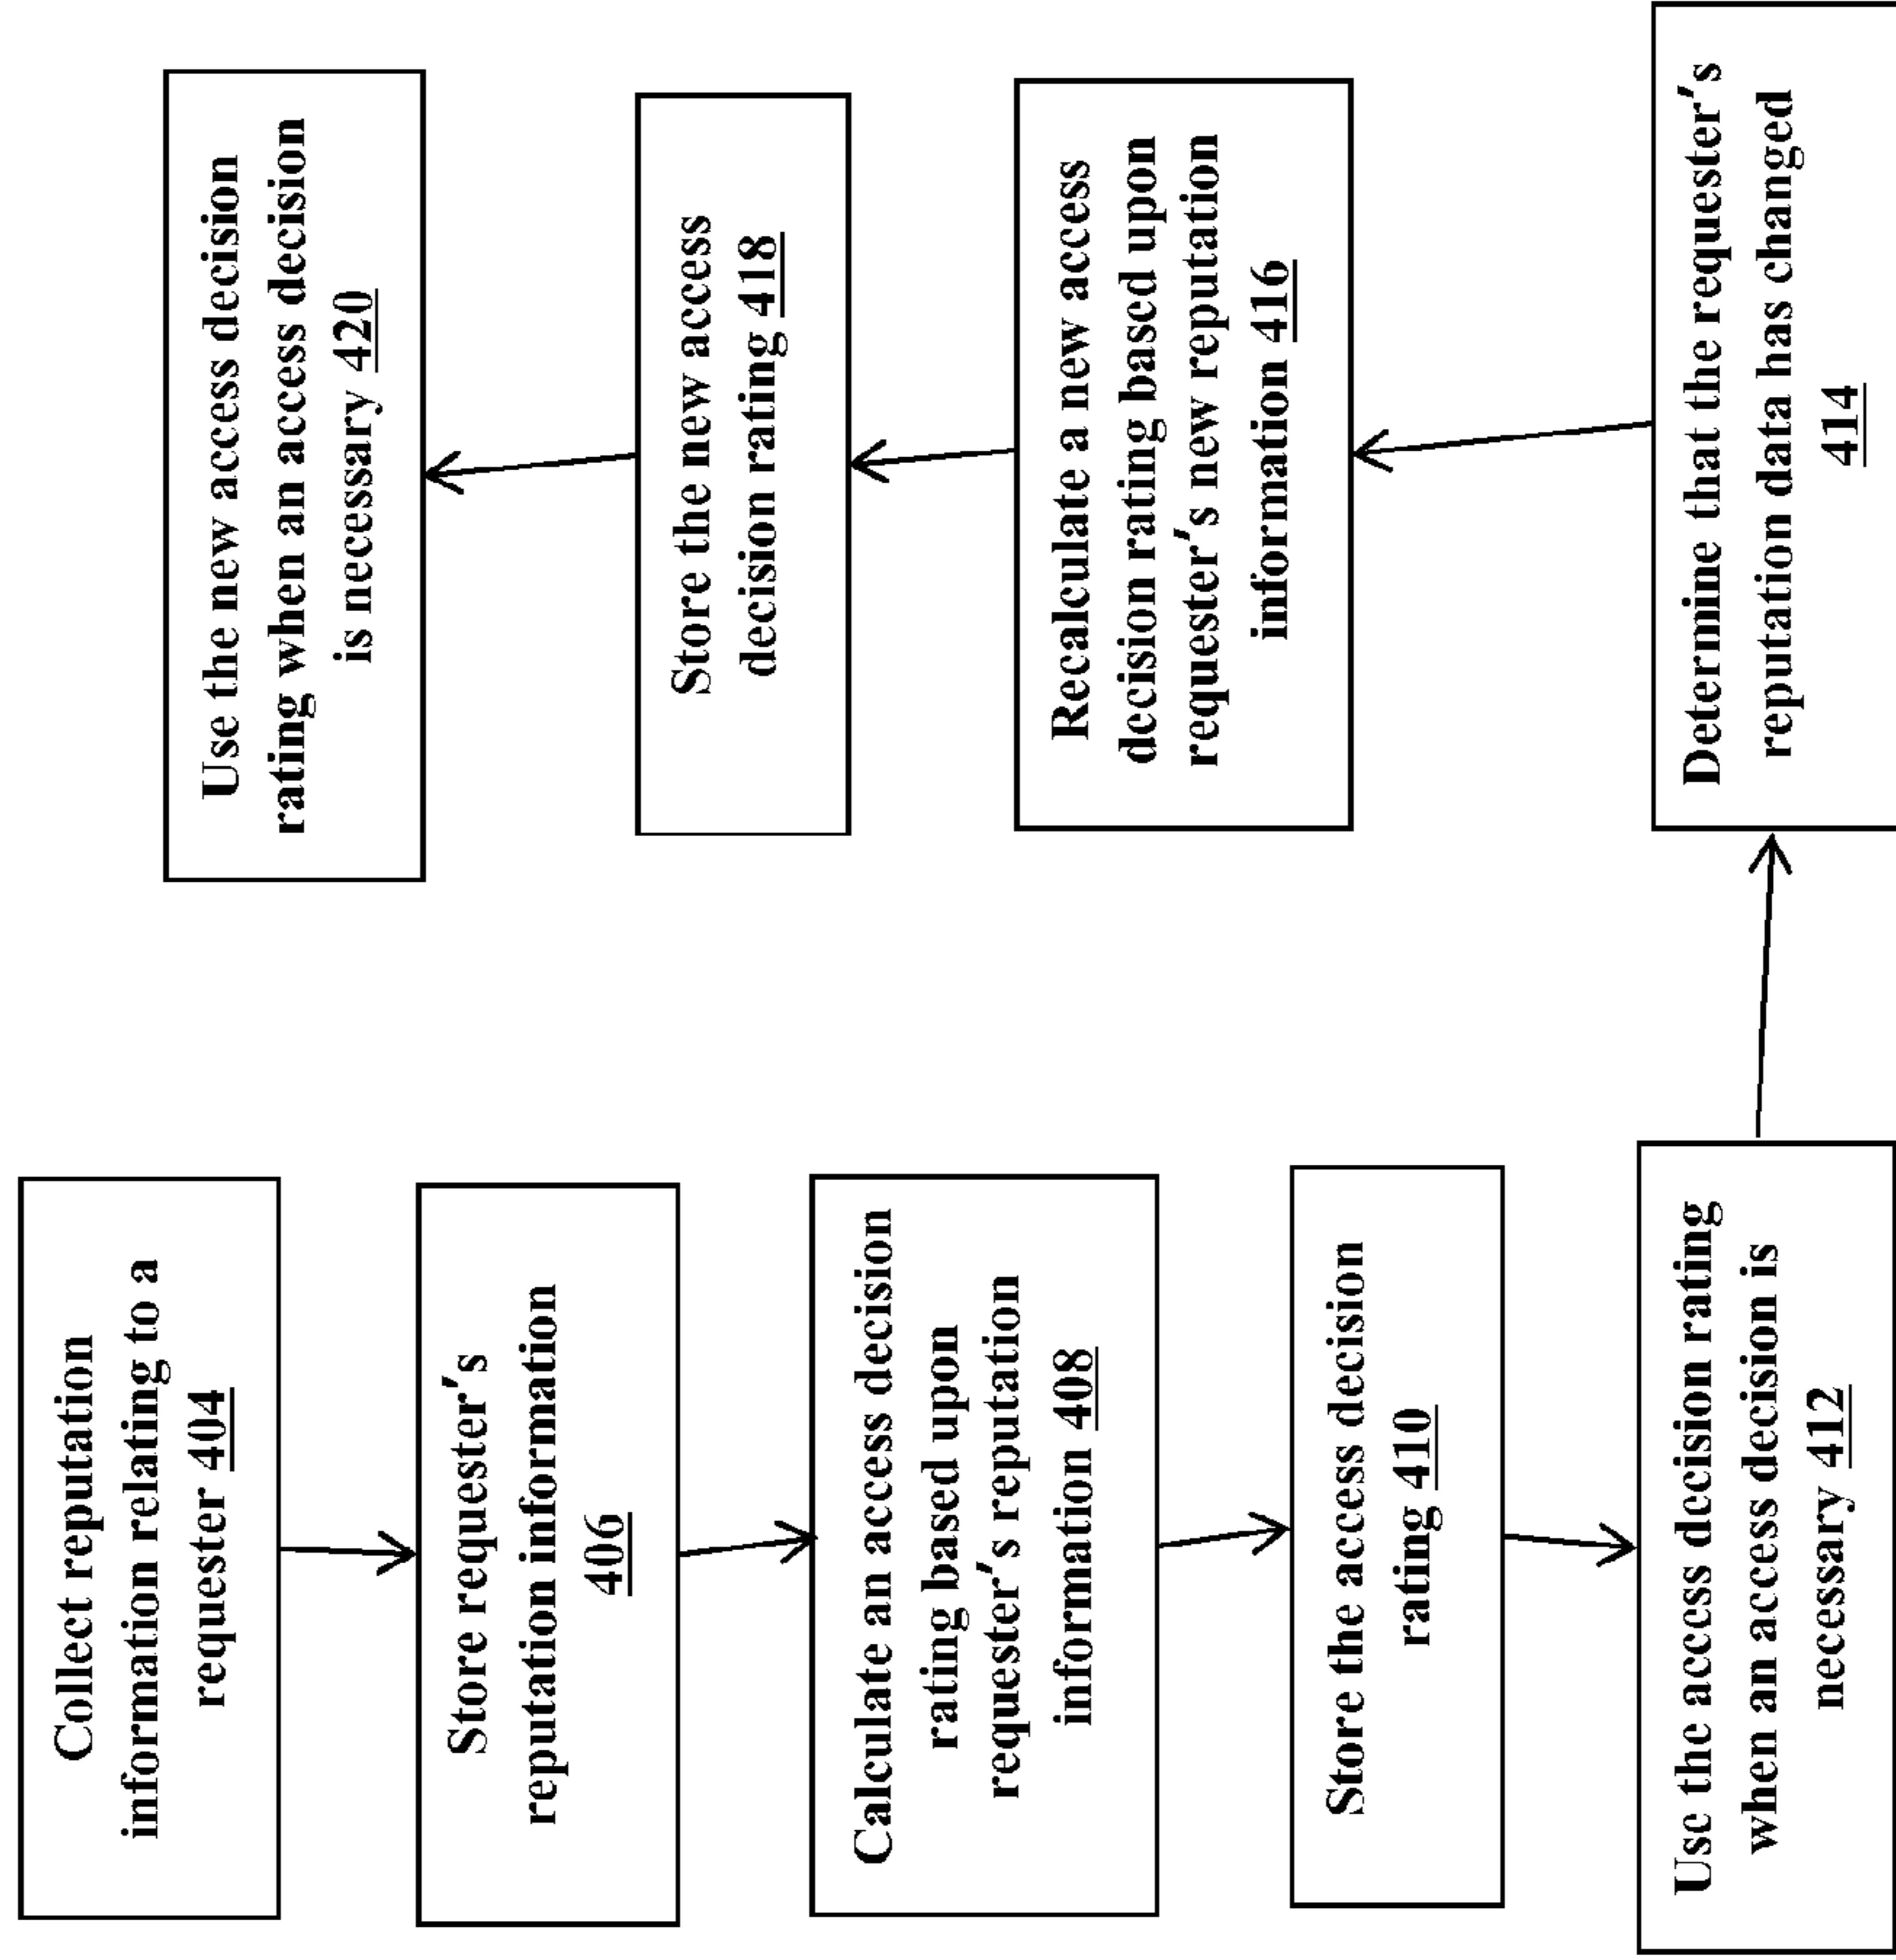 Collect reputation
information relating to a
requester 404
Store requester's
reputation information
406
Calculate an access decision
rating based upon
requester's reputation
information 408
Store the access decision
rating 410
Use the access decision rating
when an access decision is
necessary 412
Determine that the requester's
reputation data has changed
414
Recalculate a new access
decision rating based upon
requester's new reputation
information 416
Store the new access
decision rating 418
Use the new access decision
rating when an access decision
is necessary 420